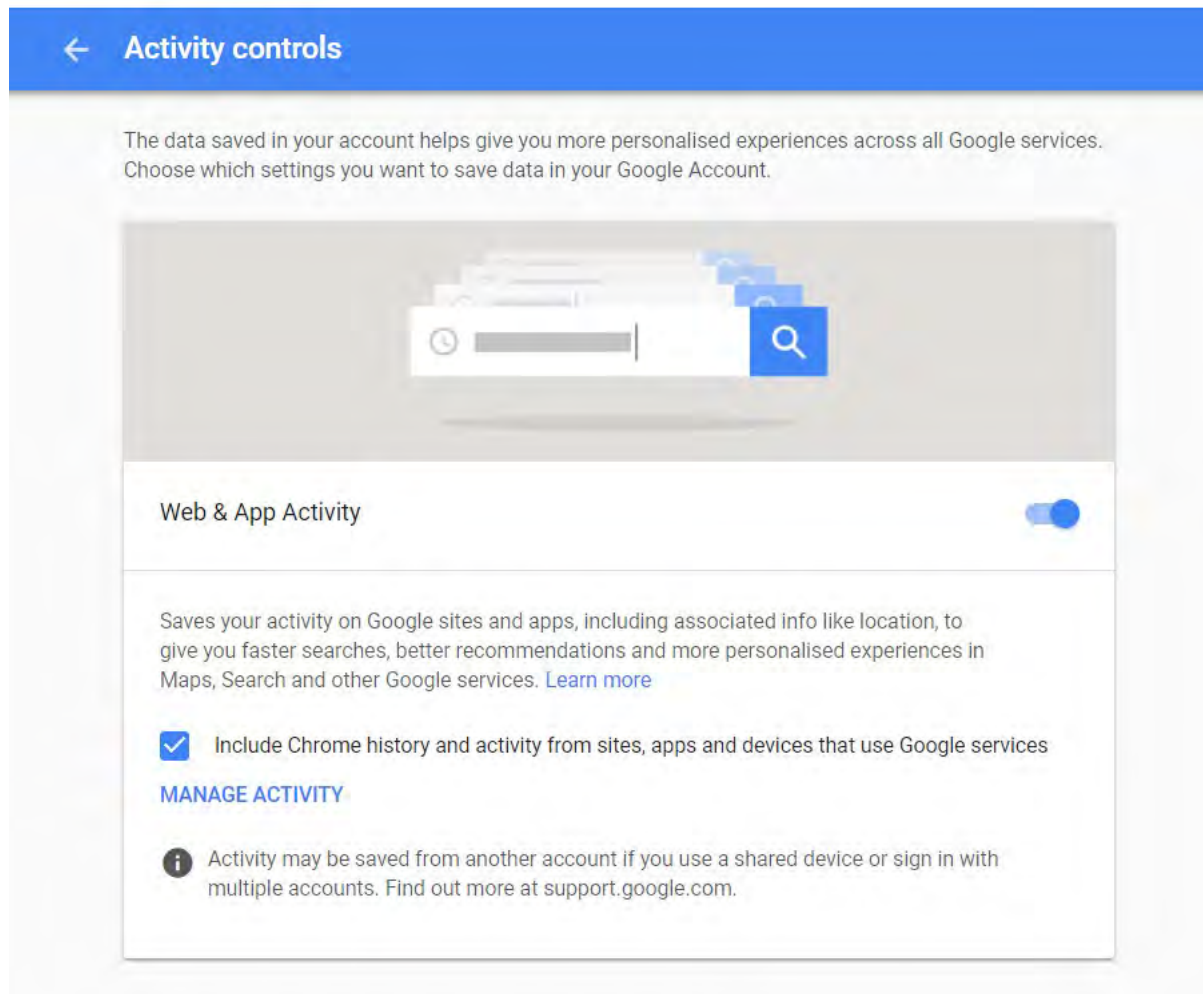 Activity controls
The data saved in your account helps give you more personalised experiences across all Google services.
Choose which settings you want to save data in your Google Account.
Web & App Activity
Saves your activity on Google sites and apps, including associated info like location, to
give you faster searches, better recommendations and more personalised experiences in
Maps, Search and other Google services. Learn more
Include Chrome history and activity from sites, apps and devices that use Google services
MANAGE ACTIVITY
Activity may be saved from another account if you use a shared device or sign in with
multiple accounts. Find out more at support.google.com.